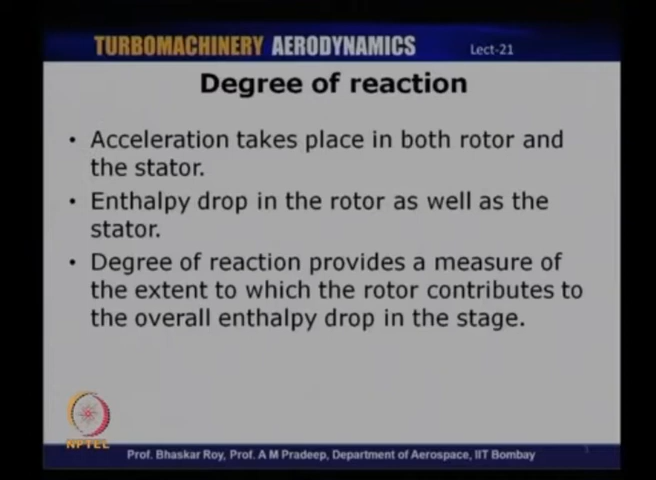 TURBOMACHINERY AERODYNAMICS Lect-21
Degree of reaction
• Acceleration takes place in both rotor and
the stator.
• Enthalpy drop in the rotor as well as the
stator.
• Degree of reaction provides a measure of
the extent to which the rotor contributes to
the overall enthalpy drop in the stage.
NPTEL
Prof. Bhaskar Roy, Prof. A M Pradeep, Department of Aerospace, IIT Bombay